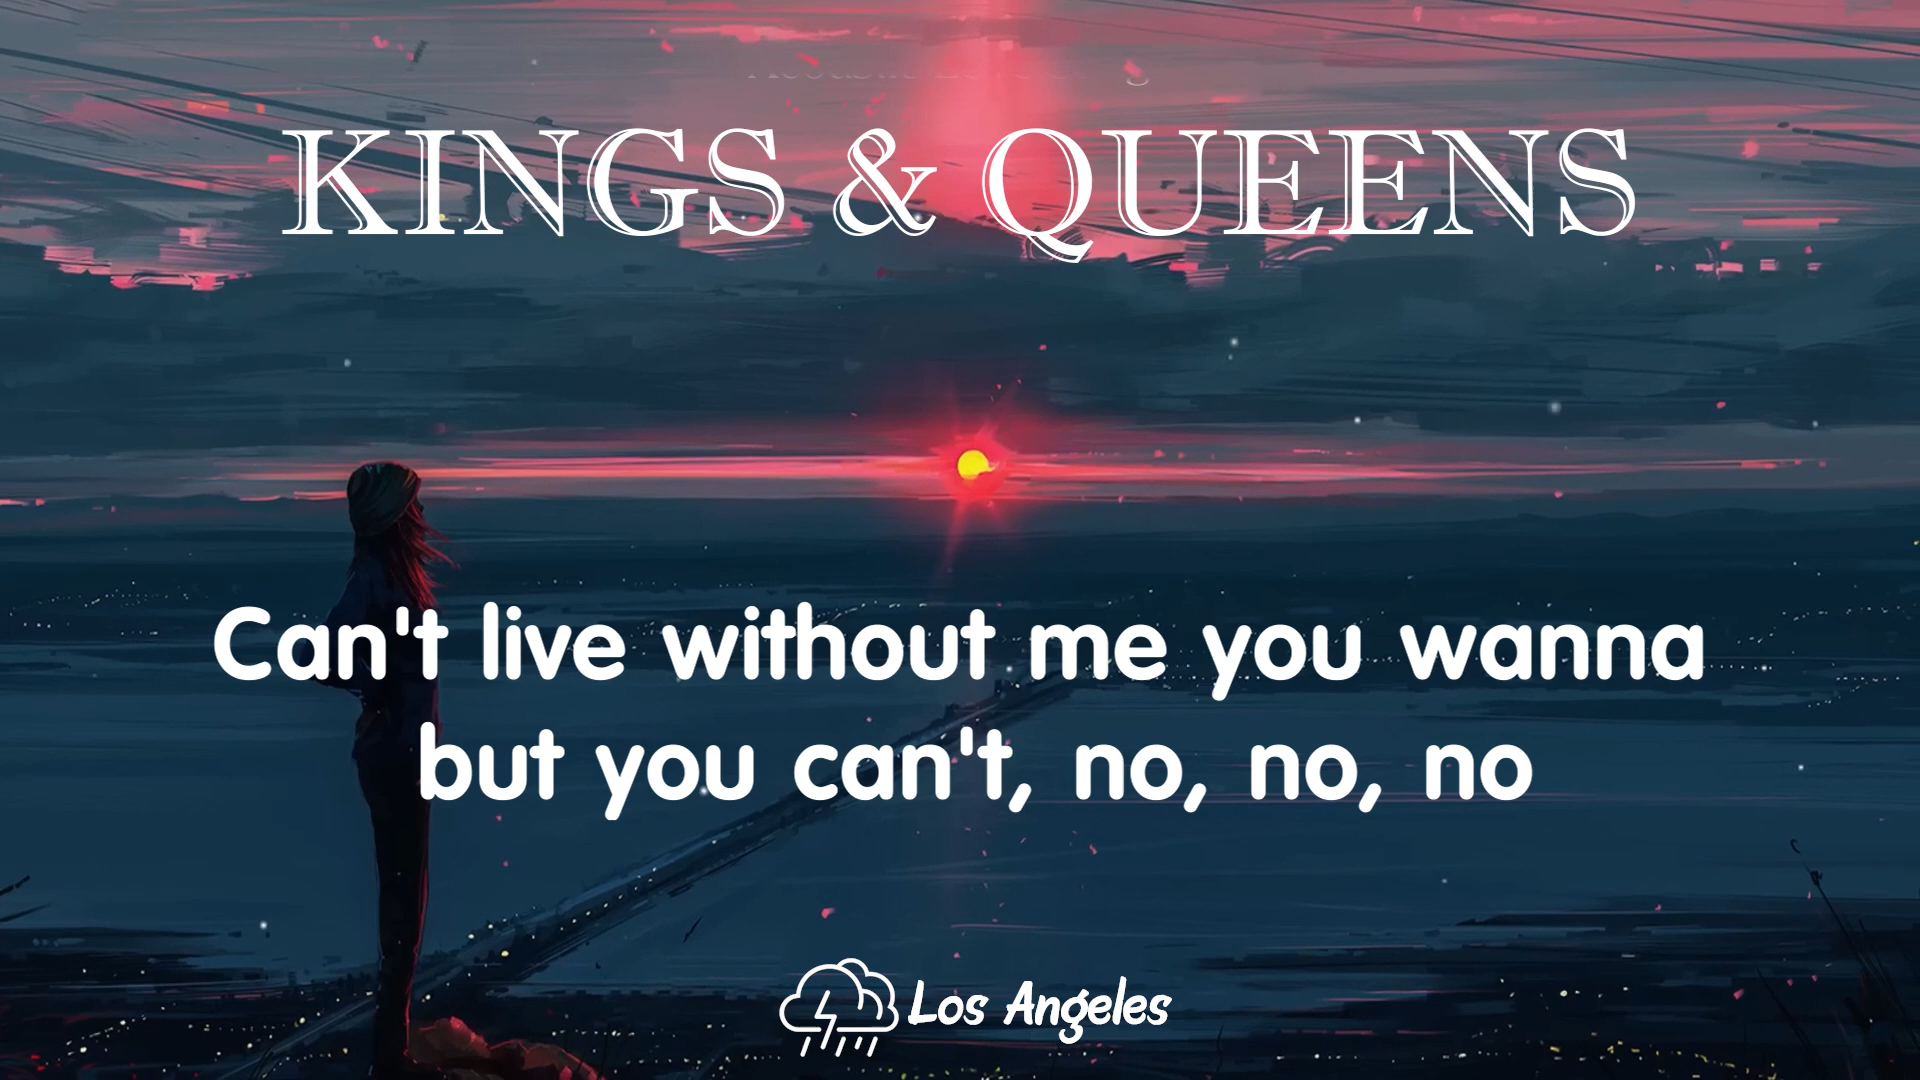 KINGS & QUEENS
Can't live without me you wanna
but you can't, no, no, no
Los Angeles